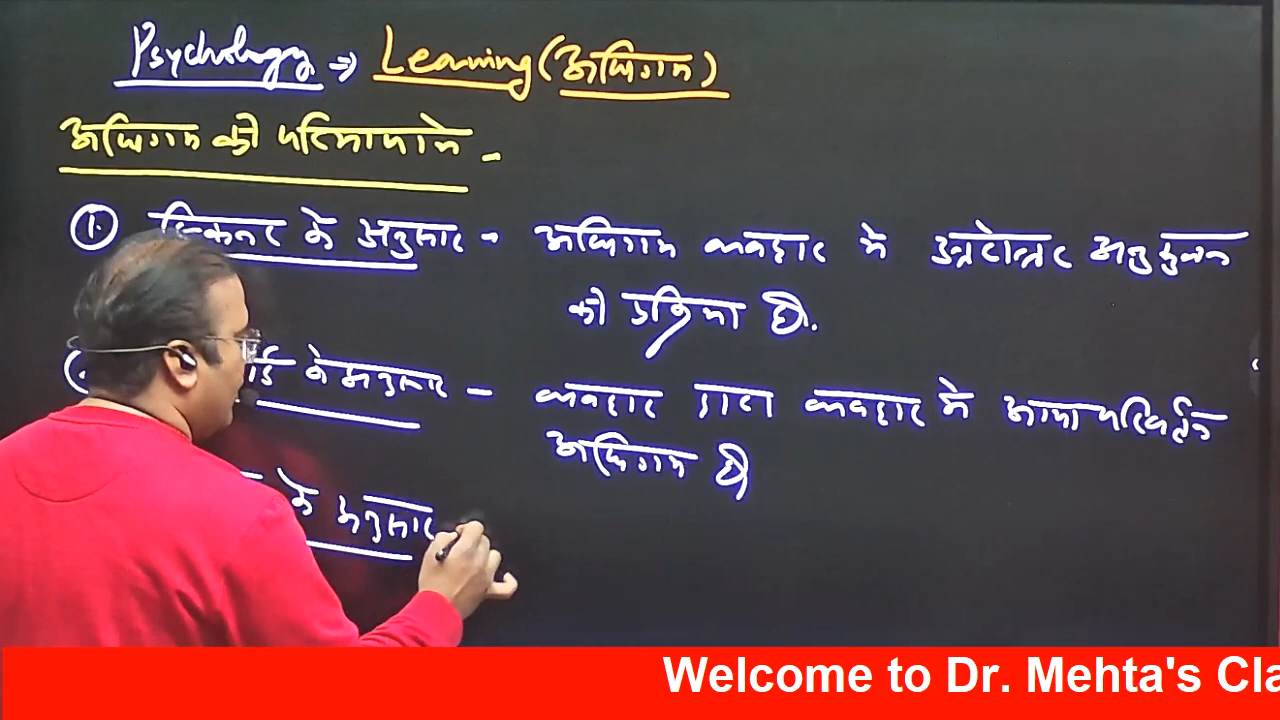 Psychology → Learning (अधिगम)
अधिगम की परिभाषाने -
1. स्किनर के अनुसार - अधिगम व्यवहार मे उत्तरोत्तर अनुकुलन
की प्रक्रिया है.
के अनुसार - व्यवहार द्वारा व्यवहार मे आया परिवर्तन
अधिगम है
के अनुसार
Welcome to Dr. Mehta's Cla